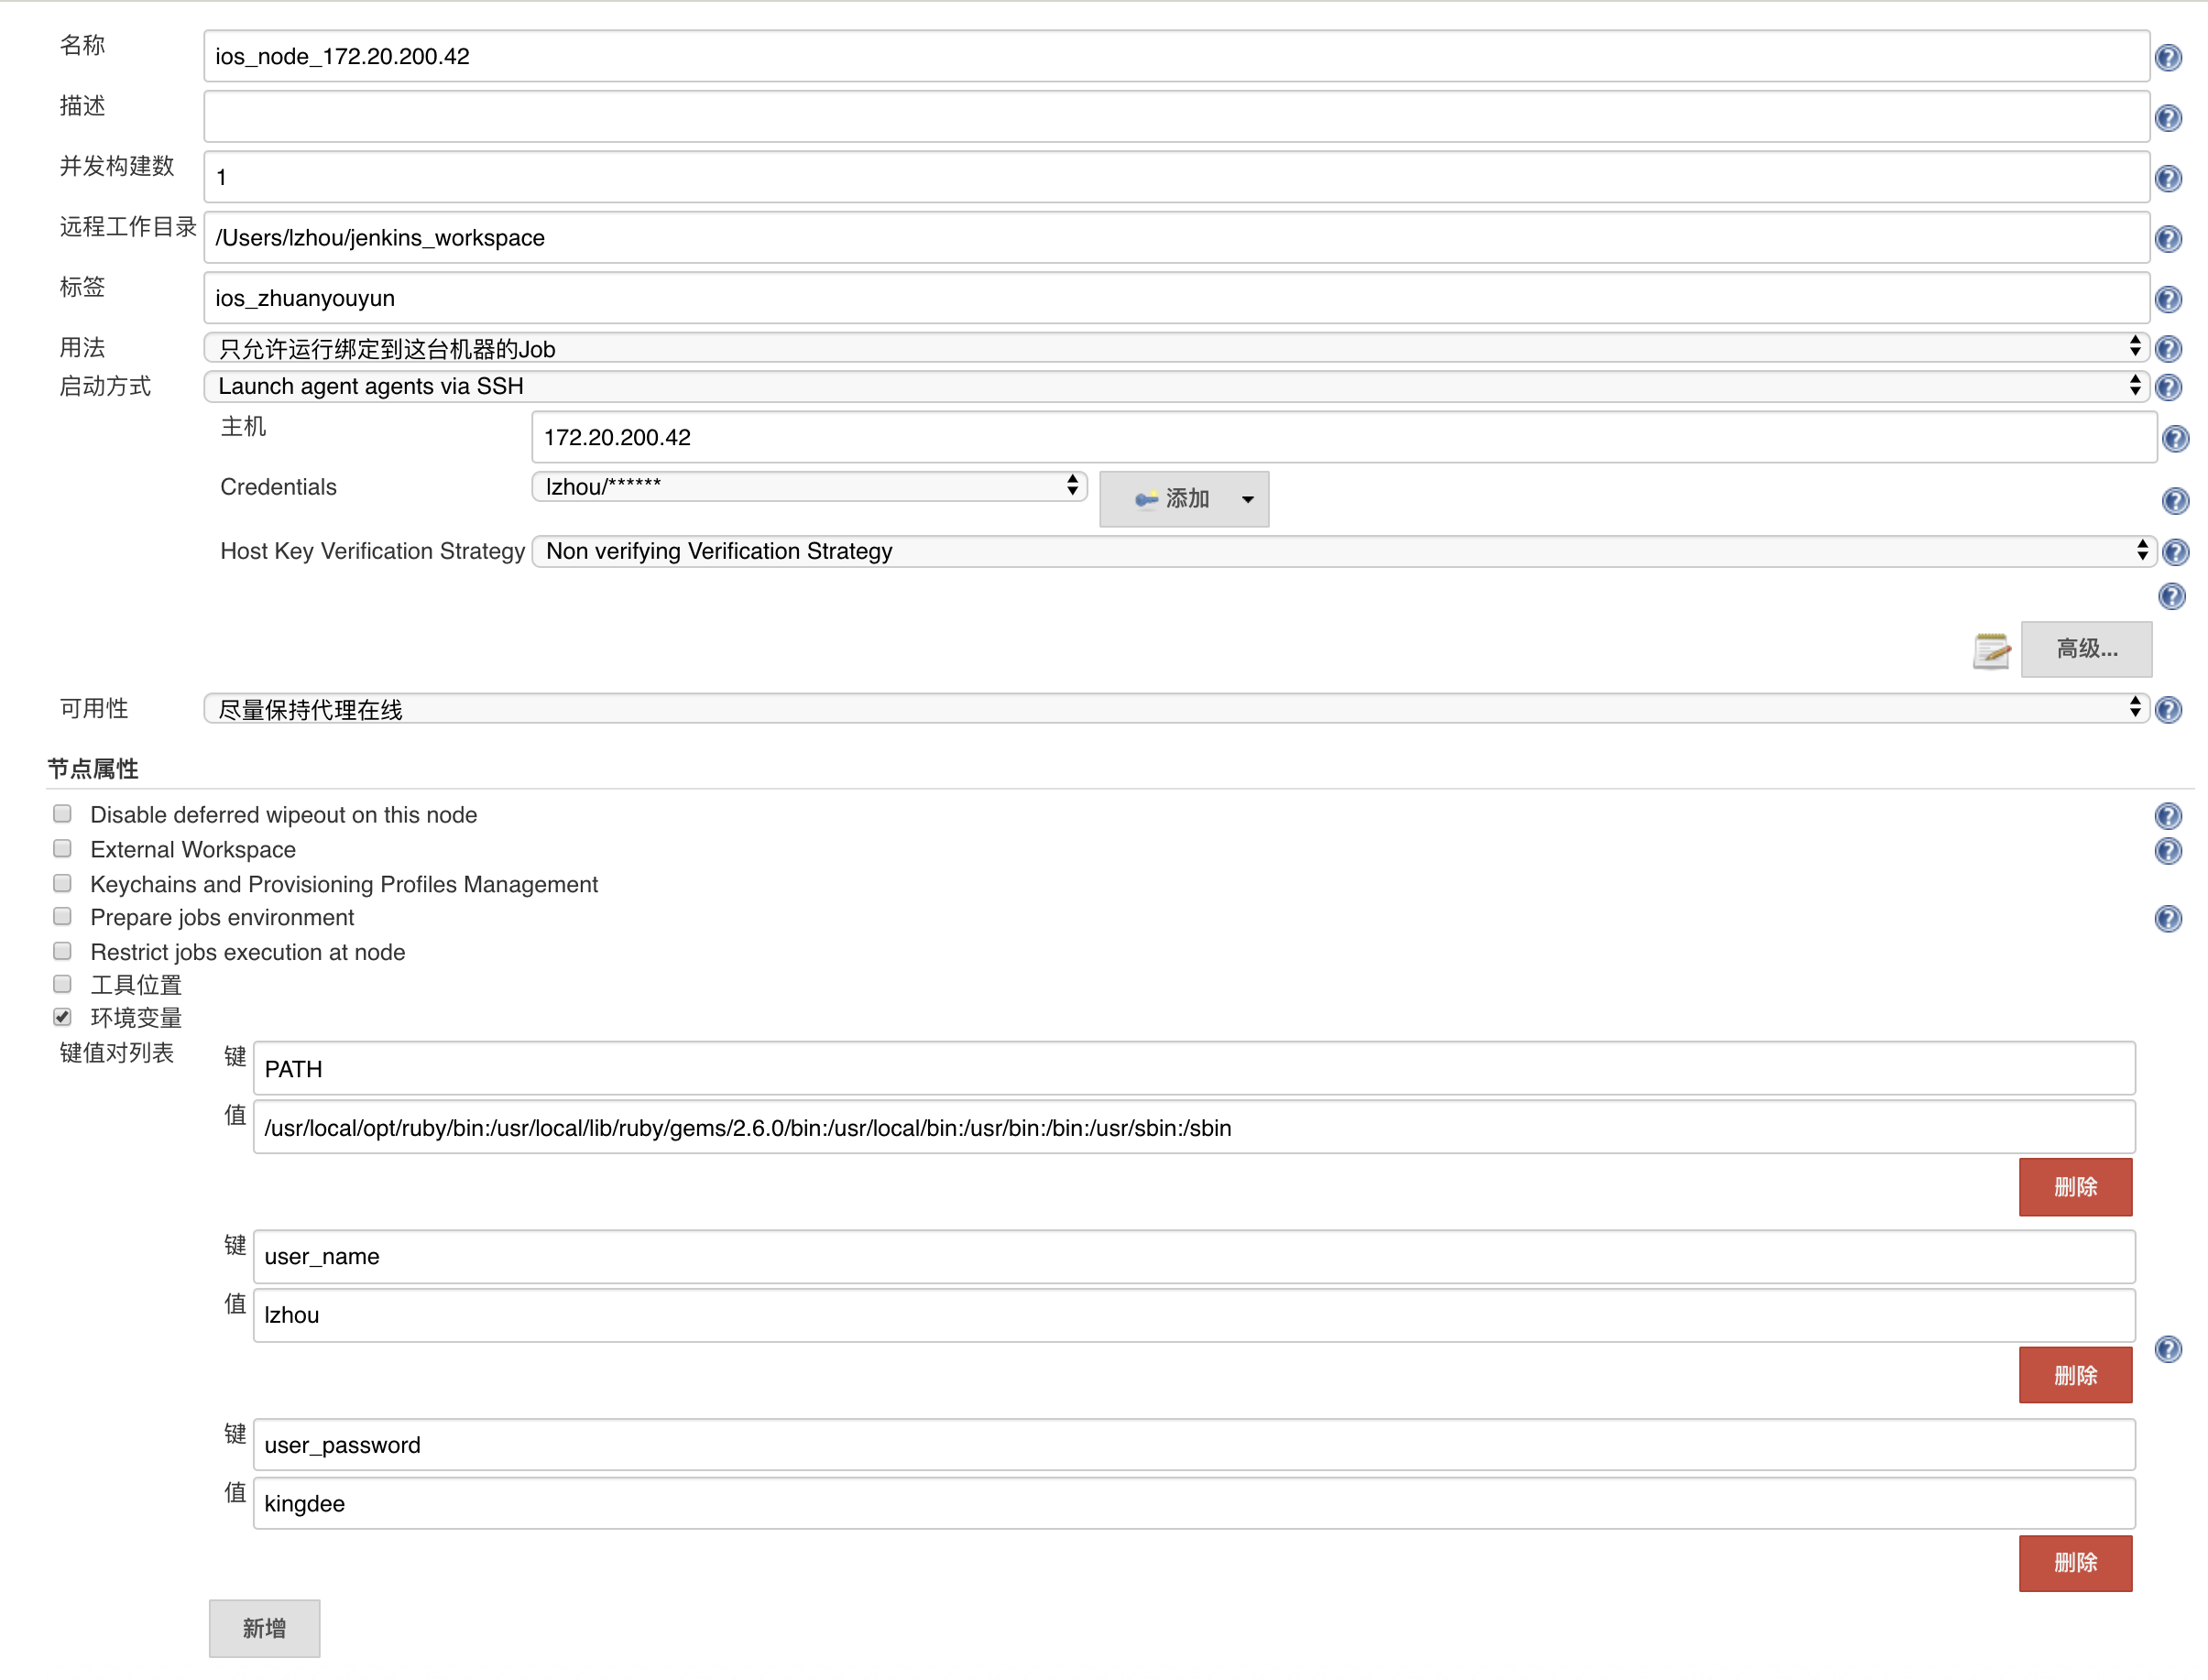 名称 ios_node_172.20.200.42
描述
并发构建数 1
远程工作目录 /Users/lzhou/jenkins_workspace
标签 ios_zhuanyouyun
用法 只允许运行绑定到这台机器的Job
启动方式 Launch agent agents via SSH
主机 172.20.200.42
Credentials lzhou/****** 添加
Host Key Verification Strategy Non verifying Verification Strategy
高级...
可用性 尽量保持代理在线
节点属性
Disable deferred wipeout on this node
External Workspace
Keychains and Provisioning Profiles Management
Prepare jobs environment
Restrict jobs execution at node
工具位置
环境变量
键值对列表 键 PATH
值 /usr/local/opt/ruby/bin:/usr/local/lib/ruby/gems/2.6.0/bin:/usr/local/bin:/usr/bin:/bin:/usr/sbin:/sbin
删除
键 user_name
值 lzhou
删除
键 user_password
值 kingdee
删除
新增